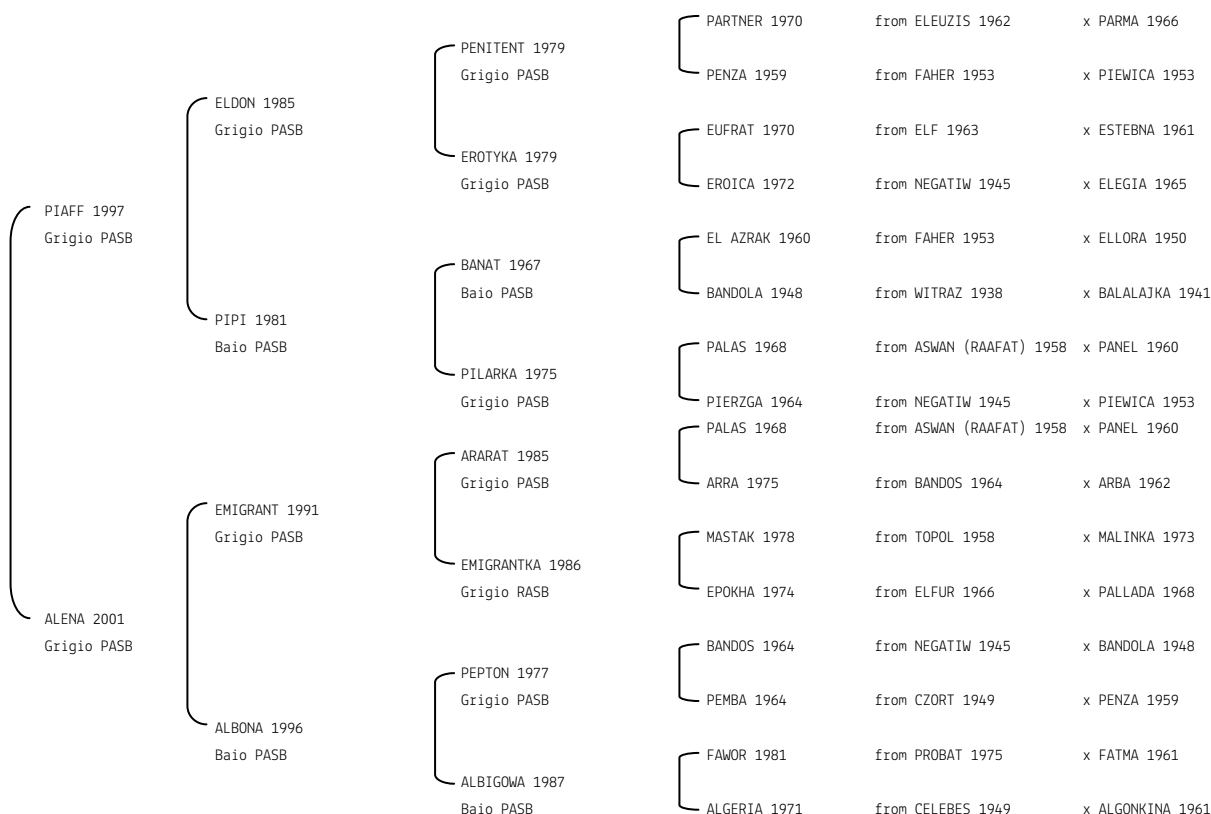 PARTNER 1970 from ELEUZIS 1962 x PARMA 1966
PENITENT 1979
Grigio PASB PENZA 1959 from FAHER 1953 x PIEWICA 1953
ELDON 1985
Grigio PASB EUFRAT 1970 from ELF 1963 x ESTEBNA 1961
EROTYKA 1979
Grigio PASB EROICA 1972 from NEGATIW 1945 x ELEGIA 1965
PIAFF 1997
Grigio PASB EL AZRAK 1960 from FAHER 1953 x ELLORA 1950
BANAT 1967
Baio PASB BANDOLA 1948 from WITRAZ 1938 x BALALAJKA 1941
PIPI 1981
Baio PASB PALAS 1968 from ASWAN (RAAFAT) 1958 x PANEL 1960
PILARKA 1975
Grigio PASB PIERZGA 1964 from NEGATIW 1945 x PIEWICA 1953
PALAS 1968 from ASWAN (RAAFAT) 1958 x PANEL 1960
ARARAT 1985
Grigio PASB ARRA 1975 from BANDOS 1964 x ARBA 1962
EMIGRANT 1991
Grigio PASB MASTAK 1978 from TOPOL 1958 x MALINKA 1973
EMIGRANTKA 1986
Grigio RASB EPOKHA 1974 from ELFUR 1966 x PALLADA 1968
ALENA 2001
Grigio PASB BANDOS 1964 from NEGATIW 1945 x BANDOLA 1948
PEPTON 1977
Grigio PASB PEMBA 1964 from CZORT 1949 x PENZA 1959
ALBONA 1996
Baio PASB FAWOR 1981 from PROBAT 1975 x FATMA 1961
ALBIGOWA 1987
Baio PASB ALGERIA 1971 from CELEBES 1949 x ALGONKINA 1961